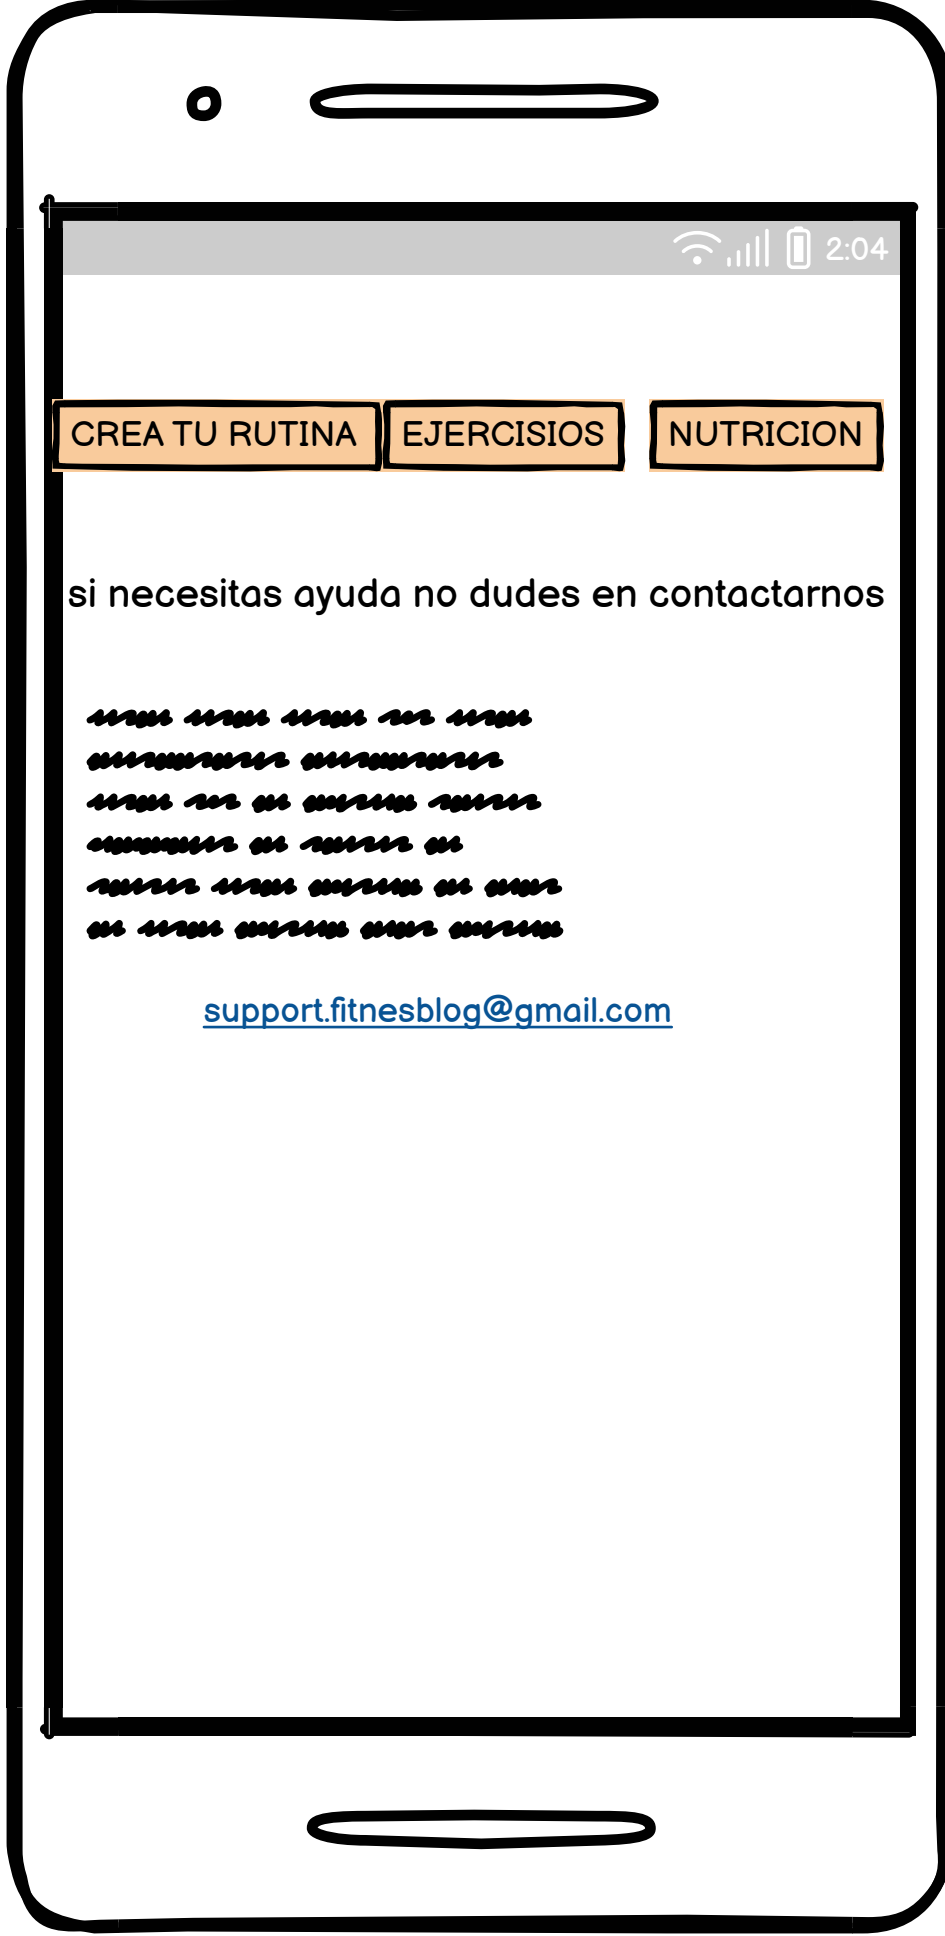 2:04
CREA TU RUTINA EJERCISIOS NUTRICION
si necesitas ayuda no dudes en contactarnos
support.fitnesblog@gmail.com